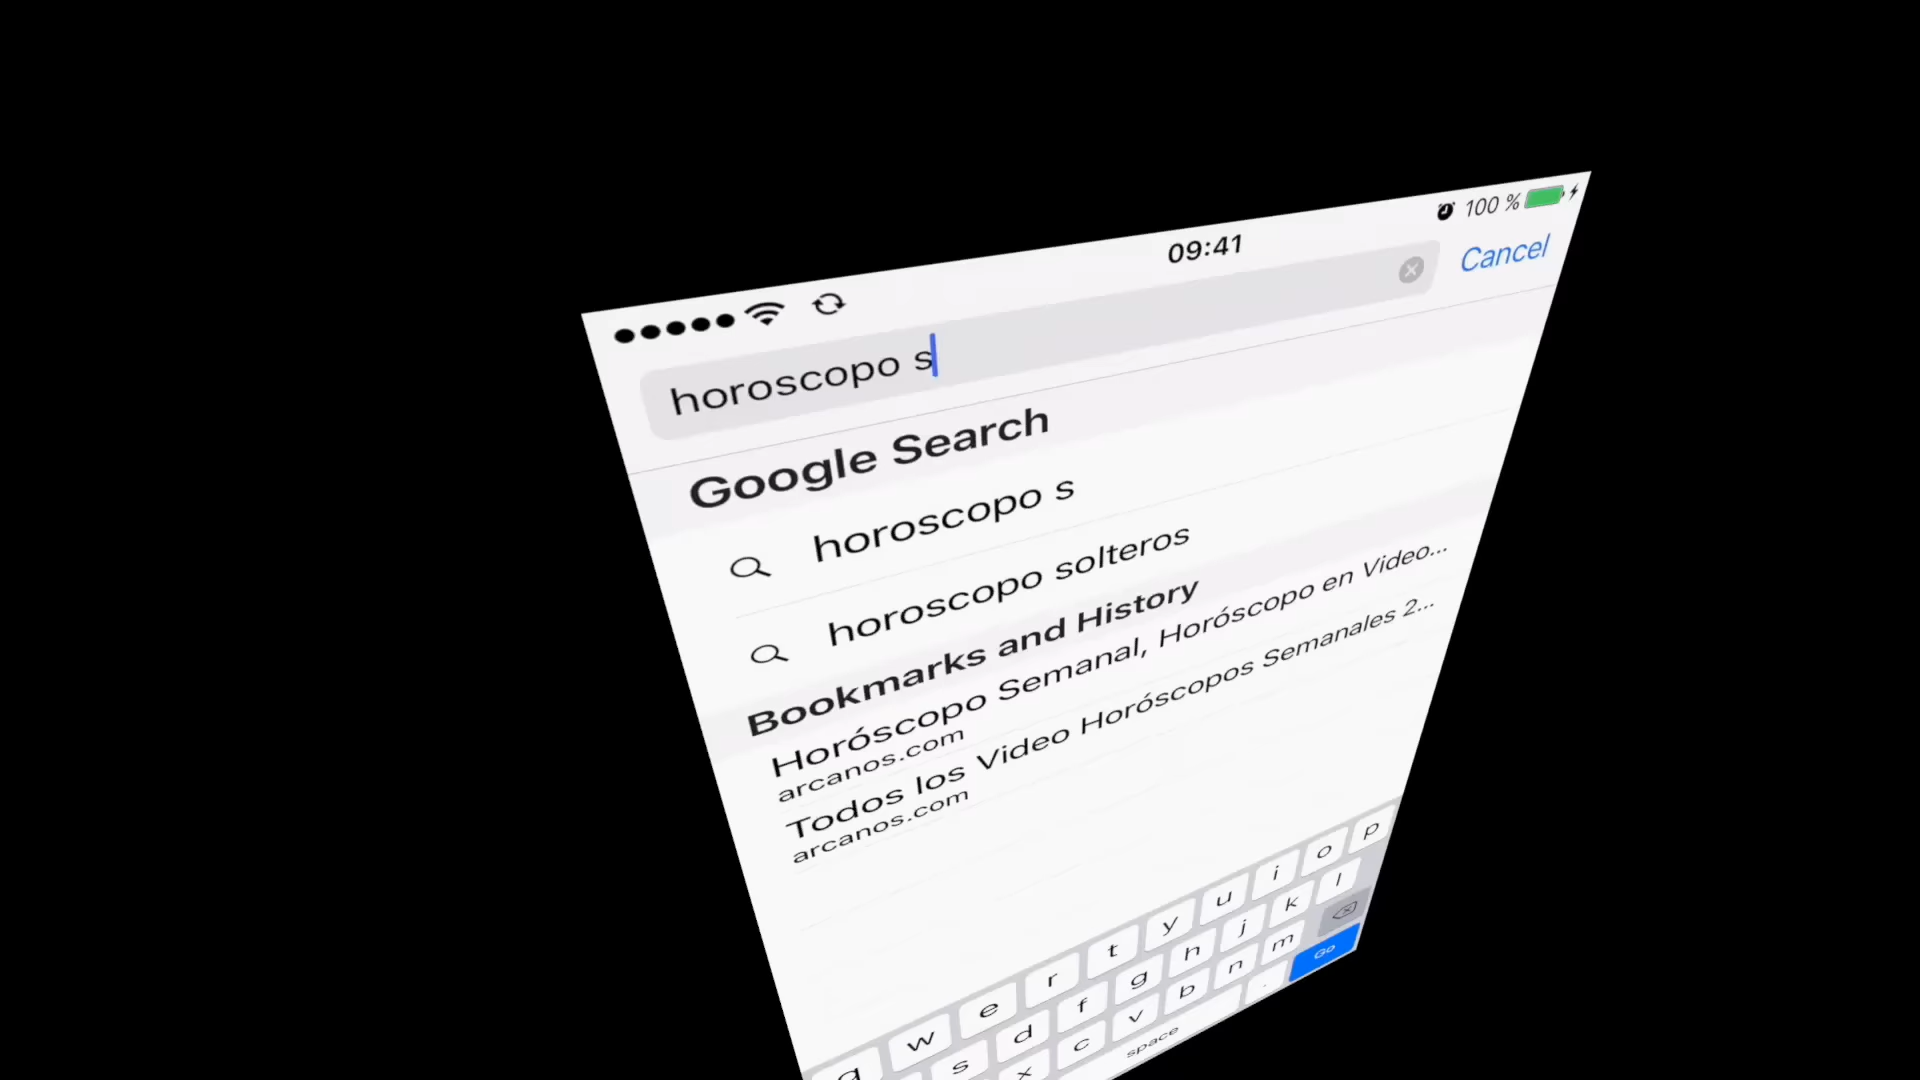 09:41
100 %
horoscopo s
Cancel
Google Search
horoscopo s
horoscopo solteros
Bookmarks and History
Horóscopo Semanal, Horóscopo en Video...
arcanos.com
Todos los Video Horóscopos Semanales 2...
arcanos.com
q w e r t y u i o p
s d f g h j k l
x c v b n m
space . Go